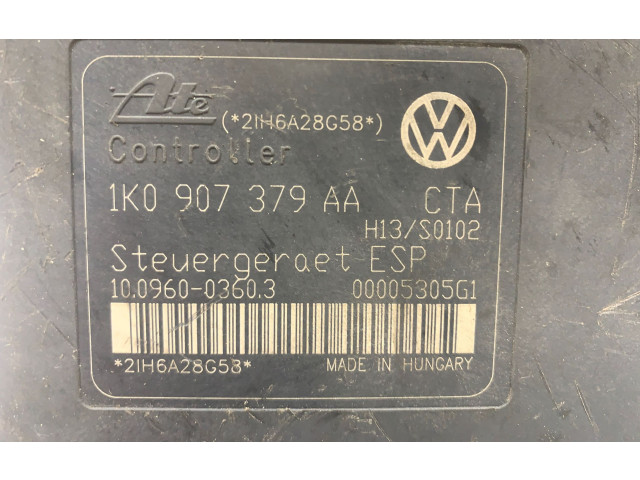 Ate (*2IH6A28G58*)
Controller
1K0 907 379 AA CTA
H13/S0102
Steuergeraet ESP
10.0960-0360.3 00005305G1
*2IH6A28G58* MADE IN HUNGARY